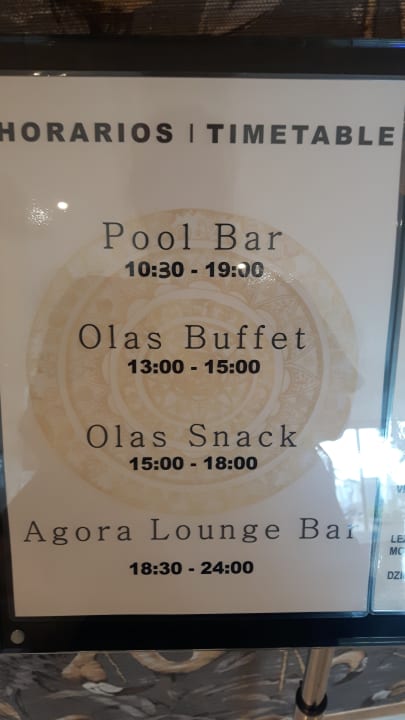 HORARIOS | TIMETABLE
Pool Bar
10:30 - 19:00
Olas Buffet
13:00 - 15:00
Olas Snack
15:00 - 18:00
Agora Lounge Bar
18:30 - 24:00